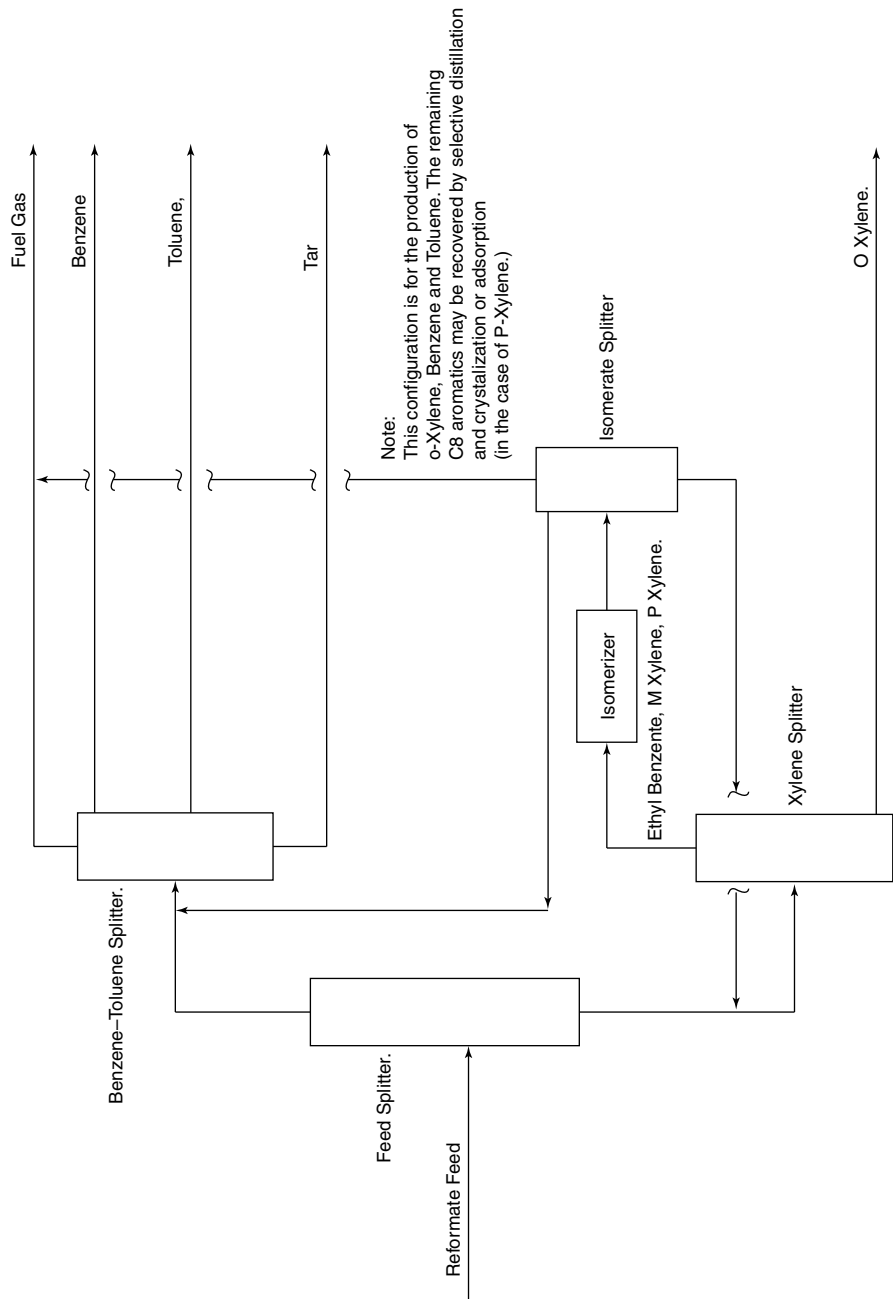 Fuel Gas
Benzene
Toluene,
Tar
Note:
This configuration is for the production of
o-Xylene, Benzene and Toluene. The remaining
C8 aromatics may be recovered by selective distillation
and crystalization or adsorption
(in the case of P-Xylene.)
Benzene–Toluene Splitter.
Isomerate Splitter
Isomerizer
Ethyl Benzente, M Xylene, P Xylene.
Feed Splitter.
Reformate Feed
Xylene Splitter
O Xylene.